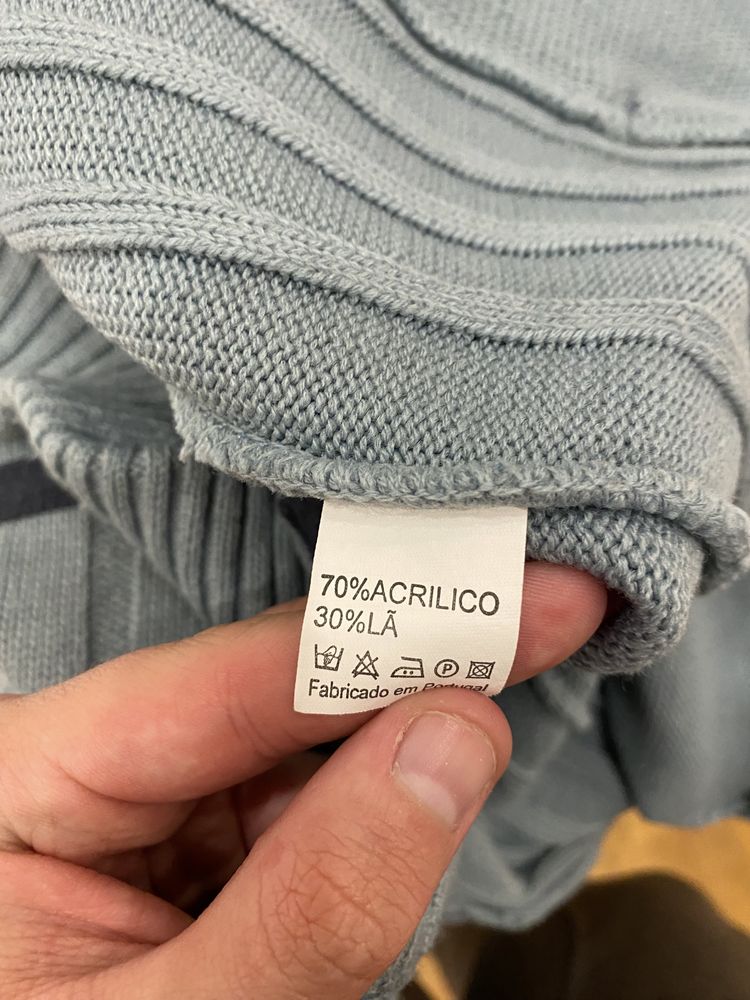 70%ACRILICO
30%LÃ
P
Fabricado em Portugal